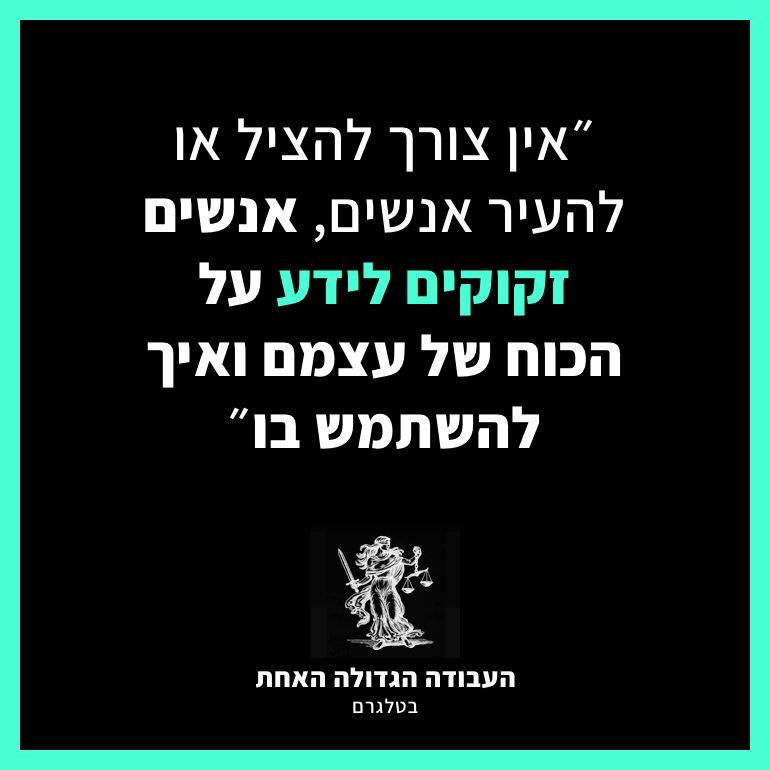 ״אין צורך להציל או
להעיר אנשים, אנשים
זקוקים לידע על
הכוח של עצמם ואיך
להשתמש בו״
העבודה הגדולה האחת
בטלגרם